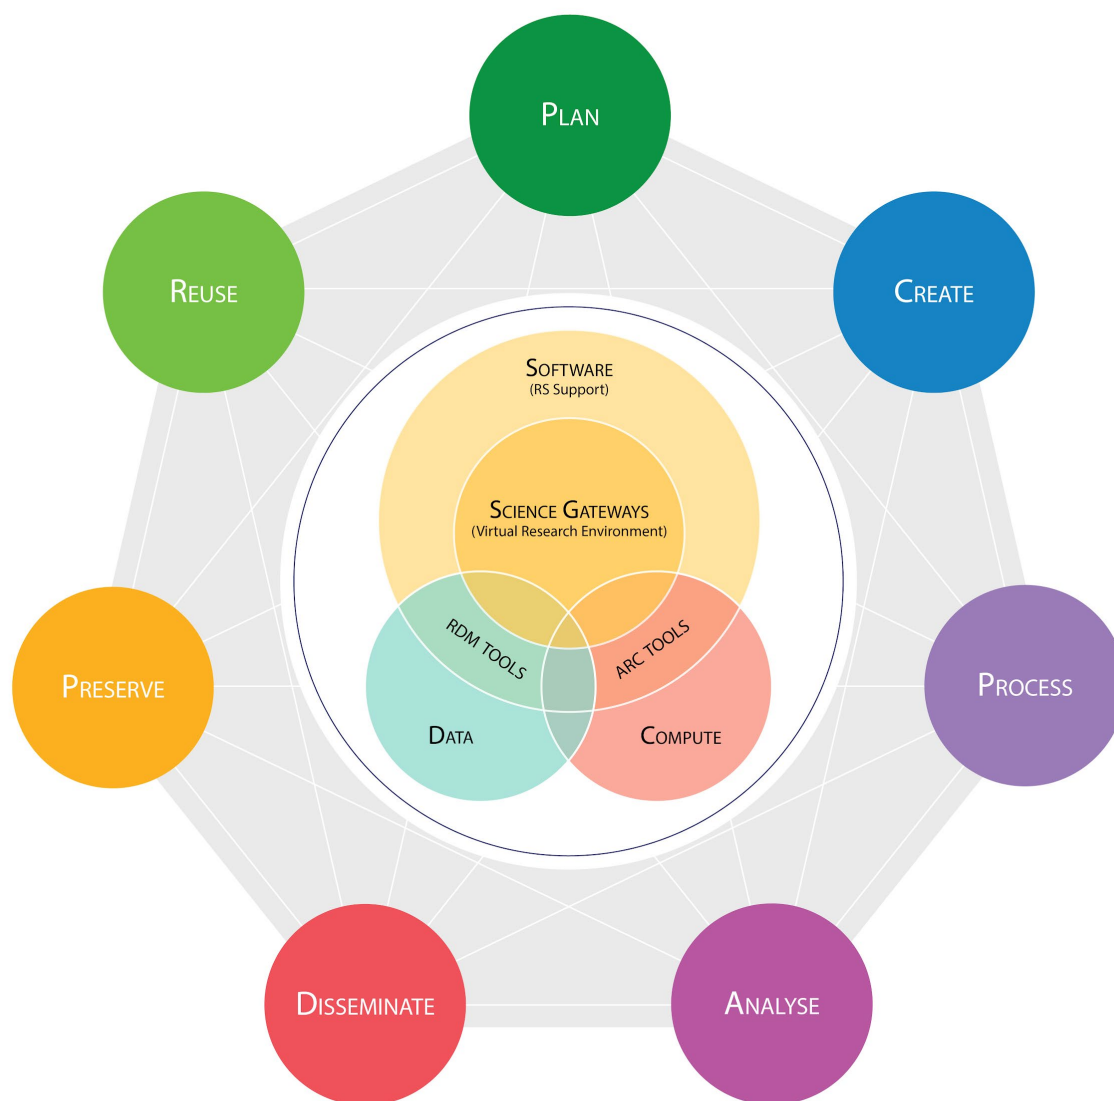 PLAN
REUSE
CREATE
SOFTWARE
(RS Support)
SCIENCE GATEWAYS
(Virtual Research Environment)
RDM TOOLS
ARC TOOLS
PRESERVE
PROCESS
DATA
COMPUTE
DISSEMINATE
ANALYSE